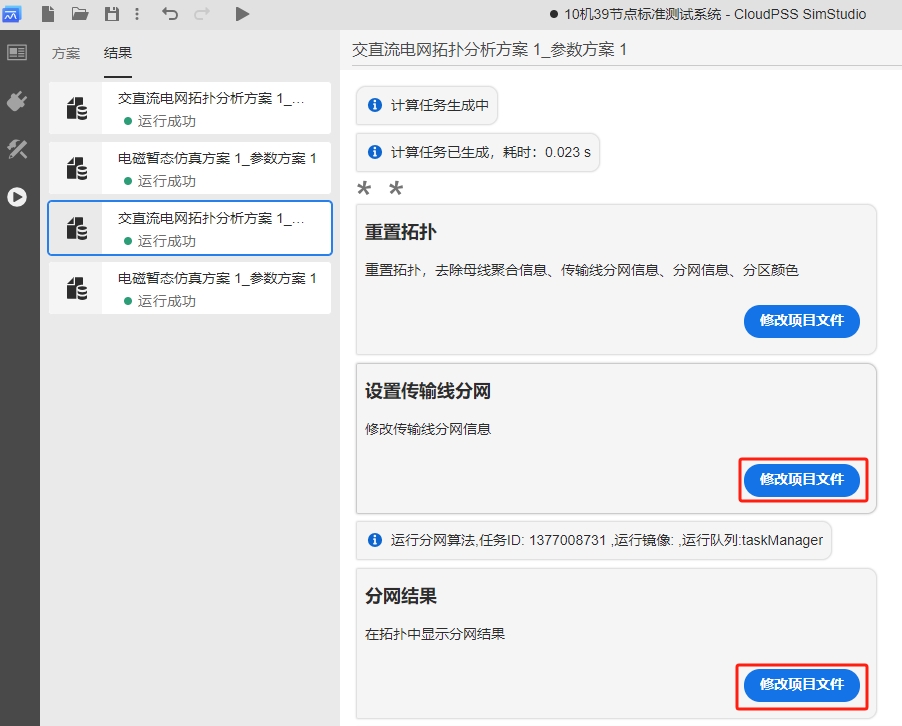 10机39节点标准测试系统 - CloudPSS SimStudio
方案 结果
交直流电网拓扑分析方案 1_...
运行成功
电磁暂态仿真方案 1_参数方案 1
运行成功
交直流电网拓扑分析方案 1_...
运行成功
电磁暂态仿真方案 1_参数方案 1
运行成功
交直流电网拓扑分析方案 1_参数方案 1
计算任务生成中
计算任务已生成，耗时：0.023 s
* *
重置拓扑
重置拓扑，去除母线聚合信息、传输线分网信息、分网信息、分区颜色
修改项目文件
设置传输线分网
修改传输线分网信息
修改项目文件
运行分网算法,任务ID: 1377008731 ,运行镜像: ,运行队列:taskManager
分网结果
在拓扑中显示分网结果
修改项目文件